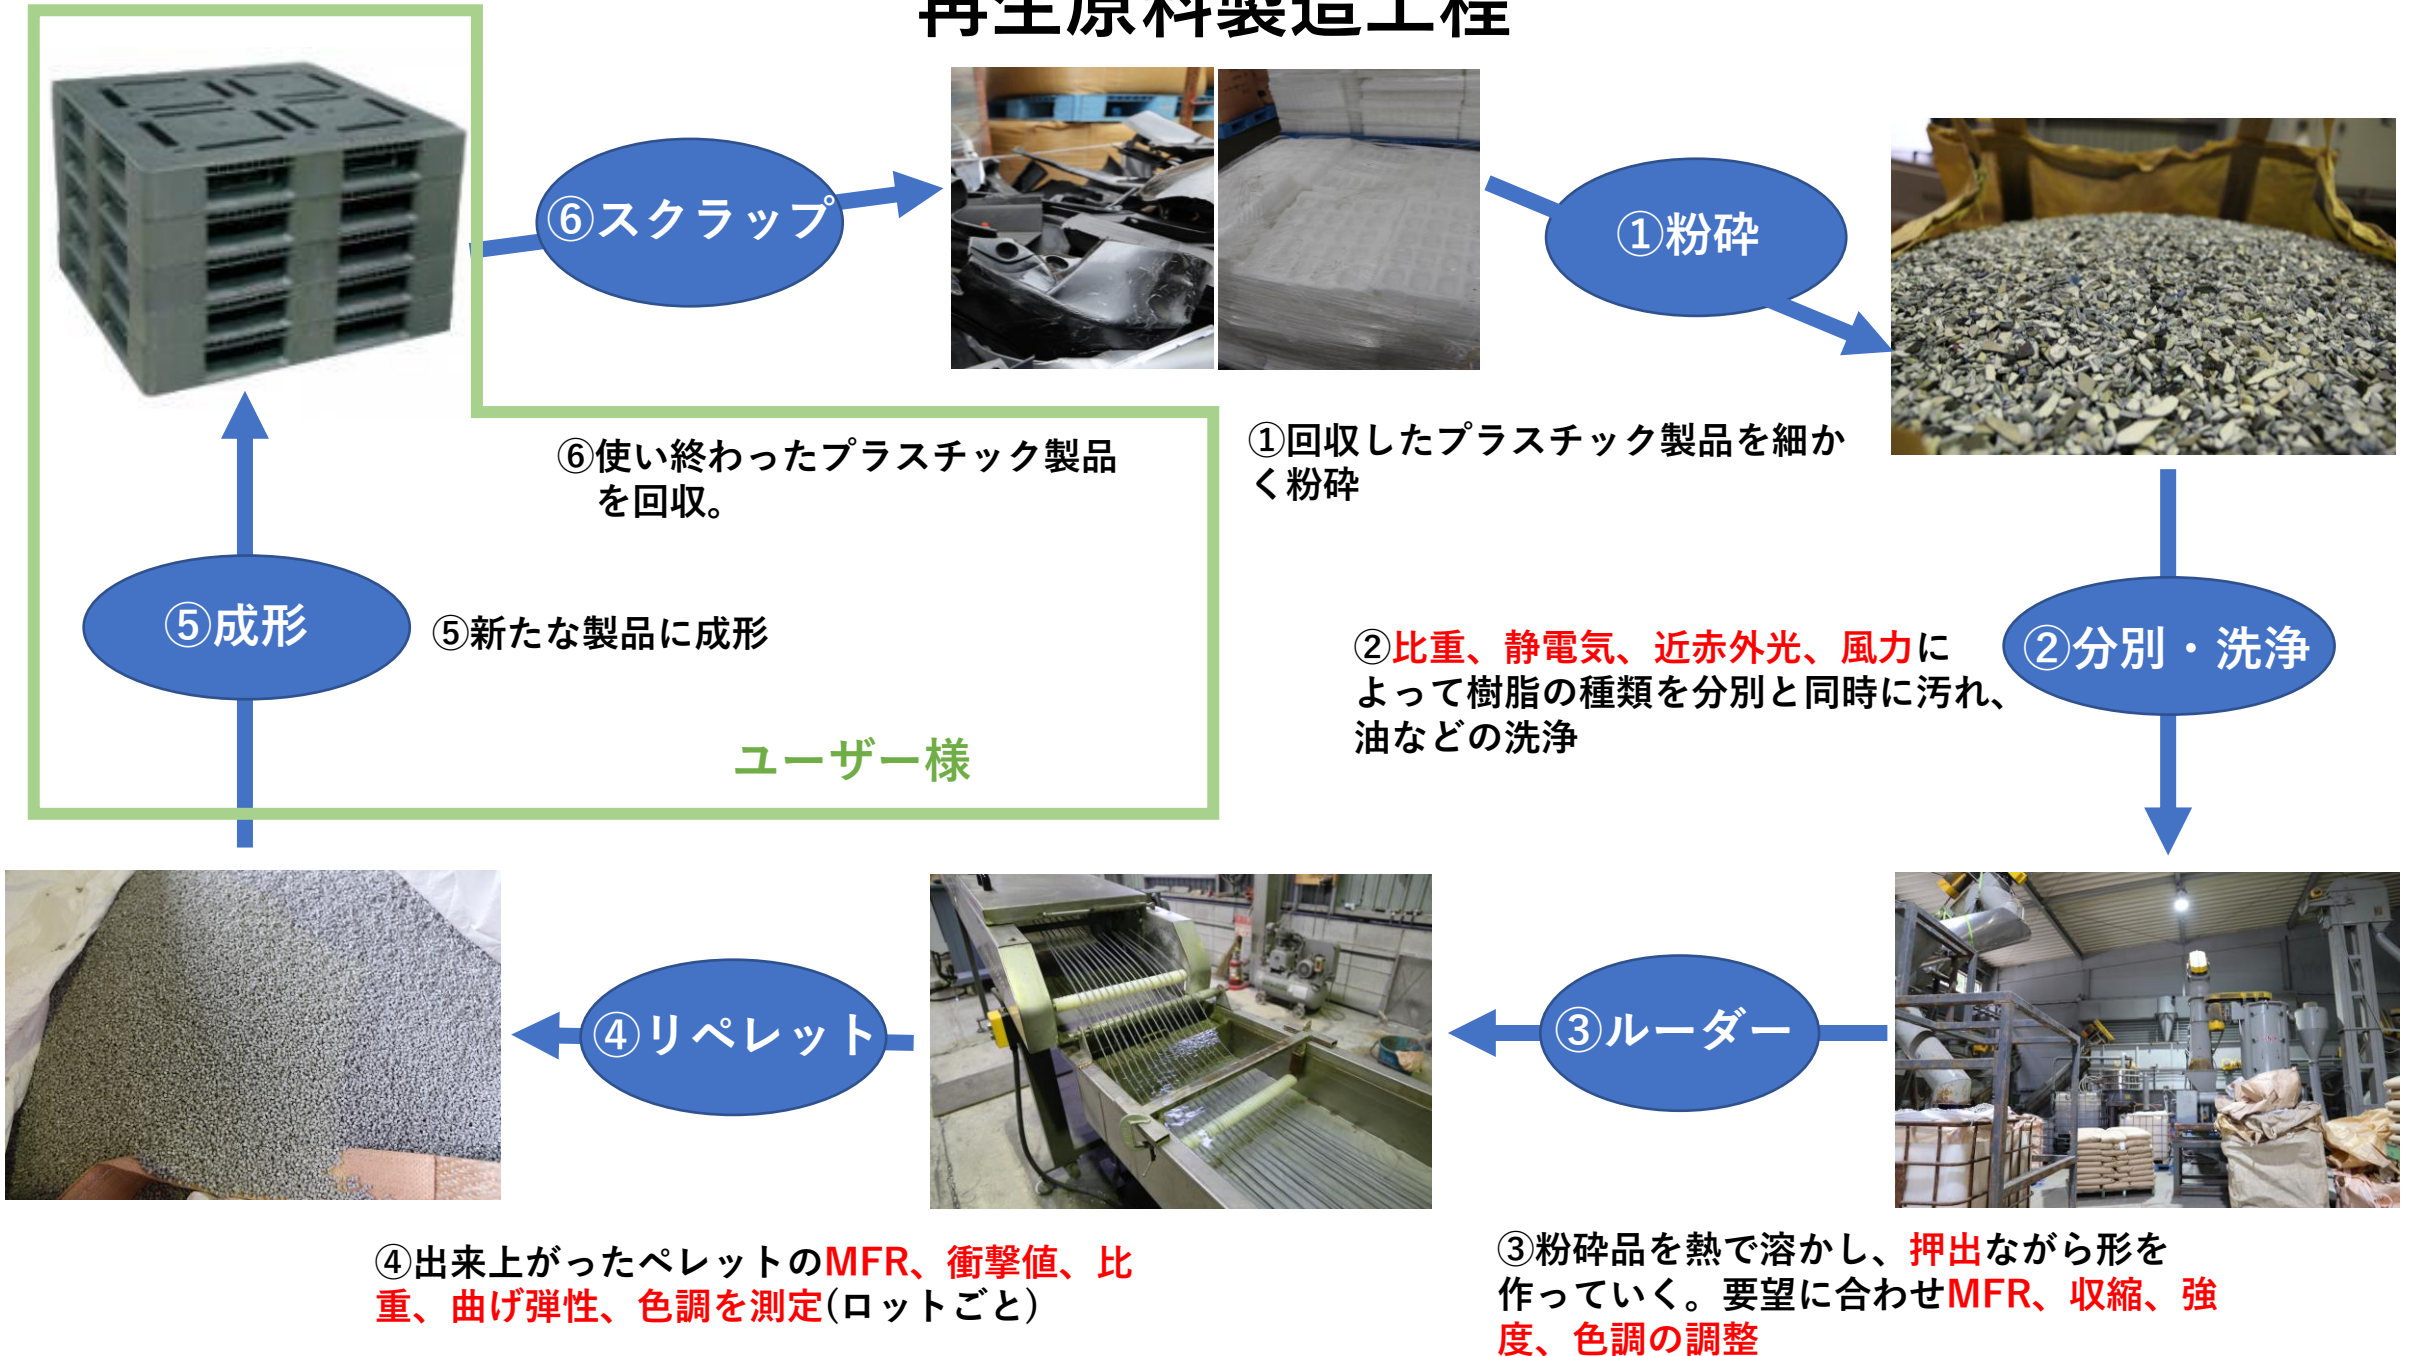 再生原料製造工程
⑥スクラップ
①粉砕
⑥使い終わったプラスチック製品
を回収。
①回収したプラスチック製品を細か
く粉砕
⑤成形
⑤新たな製品に成形
②比重、静電気、近赤外光、風力に
よって樹脂の種類を分別と同時に汚れ、
油などの洗浄
②分別・洗浄
ユーザー様
④リペレット
③ルーダー
④出来上がったペレットのMFR、衝撃値、比
重、曲げ弾性、色調を測定(ロットごと)
③粉砕品を熱で溶かし、押出ながら形を
作っていく。要望に合わせMFR、収縮、強
度、色調の調整